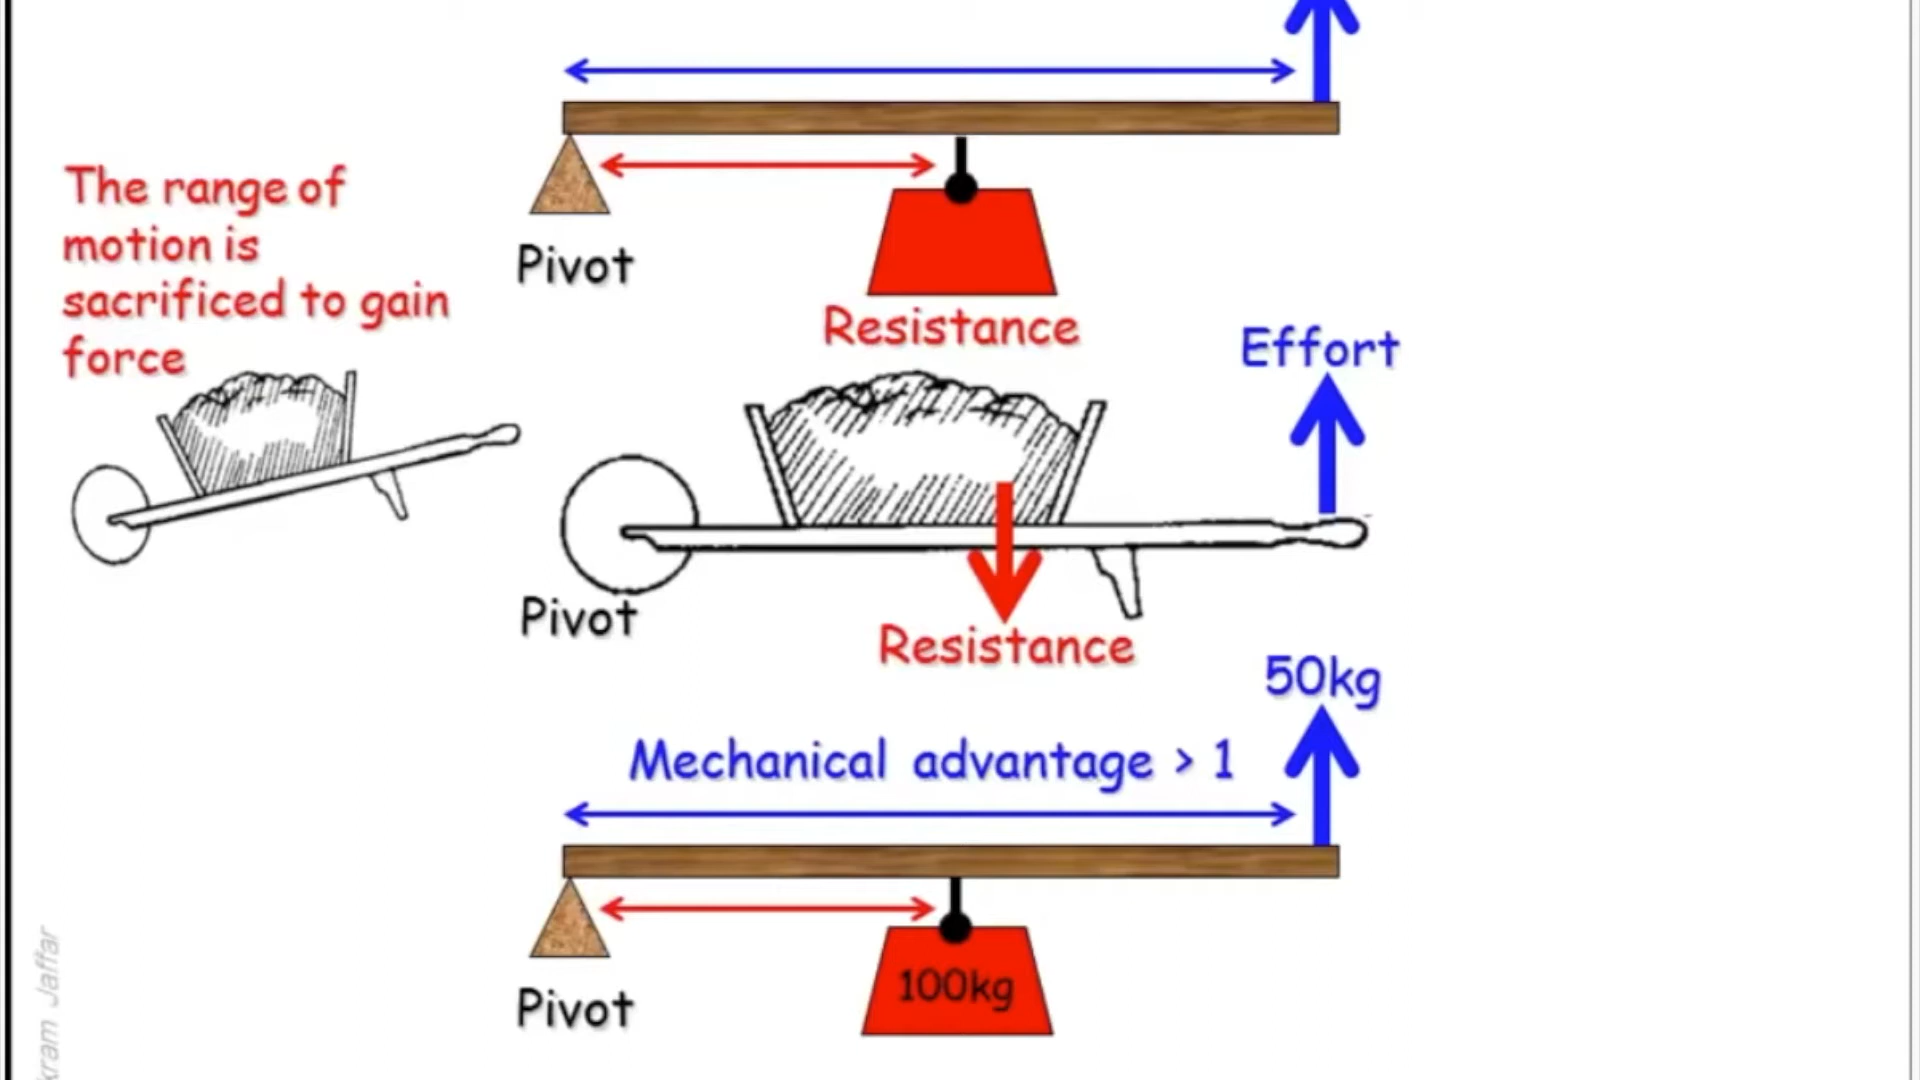 The range of
motion is
sacrificed to gain
force
Pivot
Resistance
Effort
Pivot
Resistance
50kg
Mechanical advantage > 1
100kg
Pivot
Jaffar